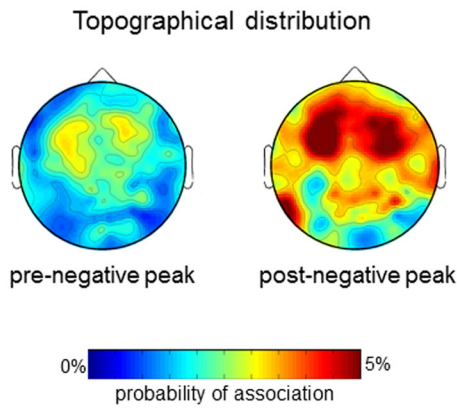 Topographical distribution
pre-negative peak
post-negative peak
0%
5%
probability of association